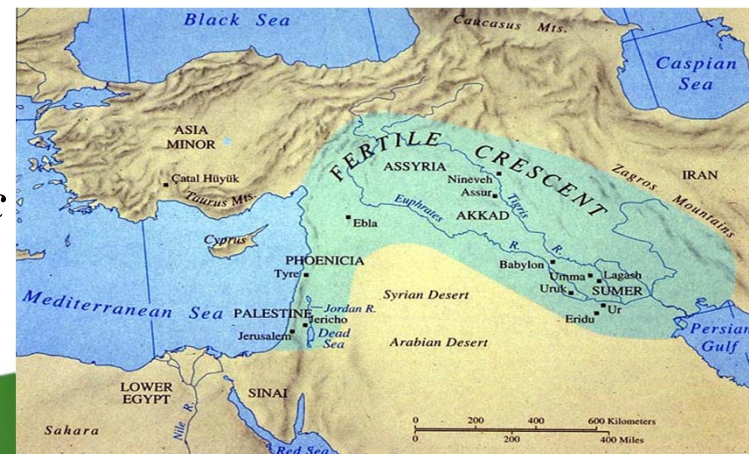 Black Sea
Caucasus Mts.
Caspian
Sea
ASIA
MINOR
FERTILE CRESCENT
ASSYRIA
Zagros Mountains
IRAN
Çatal Hüyük
Taurus Mts.
Nineveh
Assur
Tigris R.
Euphrates R.
AKKAD
Ebla
Cyprus
PHOENICIA
Tyre
Babylon
Umma
Lagash
Uruk
SUMER
Ur
Eridu
Mediterranean Sea
Syrian Desert
PALESTINE
Jordan R.
Jericho
Jerusalem
Dead
Sea
Arabian Desert
Persian
Gulf
LOWER
EGYPT
SINAI
Nile R.
Sahara
Red Sea
0 200 400 600 Kilometers
0 200 400 Miles